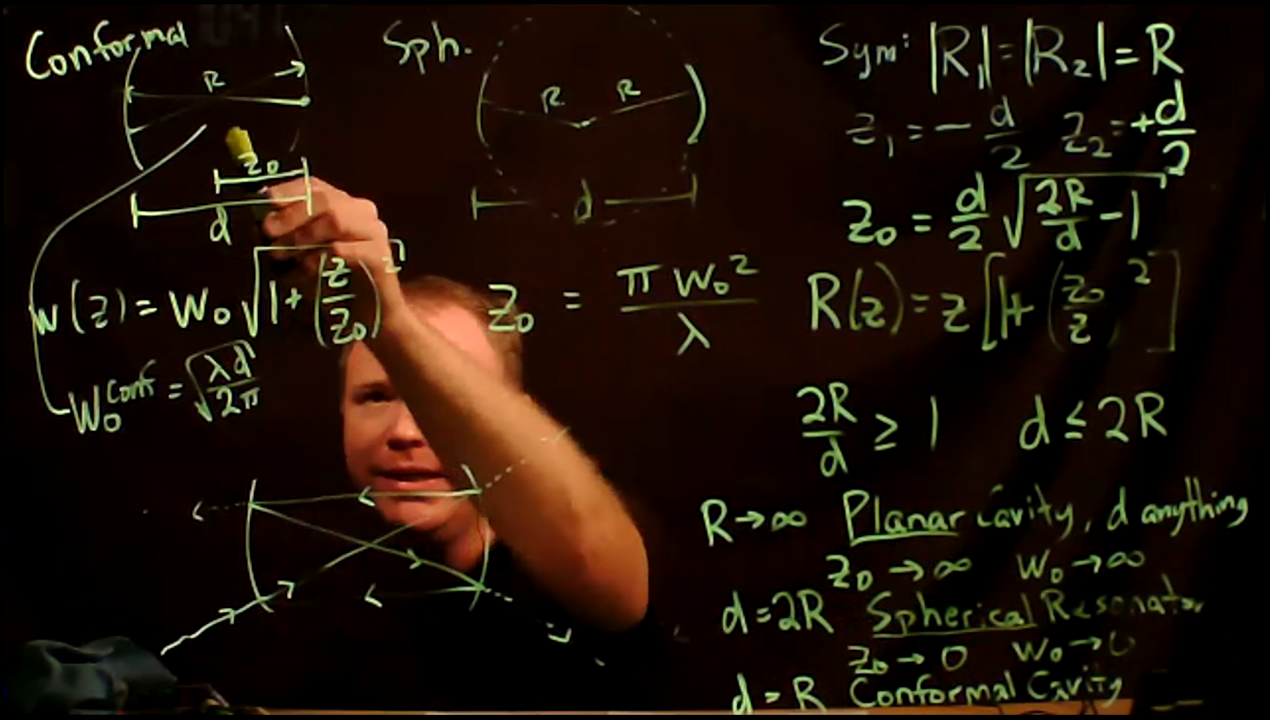 Conformal
R
z₀
d
Sph.
R R
d
Sym: |R₁|=|R₂|=R
z₁ = -d/2 z₂ = +d/2
z₀ = d/2 √(2R/d - 1)
w(z) = w₀ √(1+(z/z₀)²)
z₀ = πw₀²/λ
R(z) = z[1+(z₀/z)²]
w₀ᶜᵒⁿᶠ = √(λd/2π)
2R/d ≥ 1 d ≤ 2R
R→∞ Planar Cavity, d anything
z₀→∞ w₀→∞
d=2R Spherical Resonator
z₀→0 w₀→0
d=R Conformal Cavity